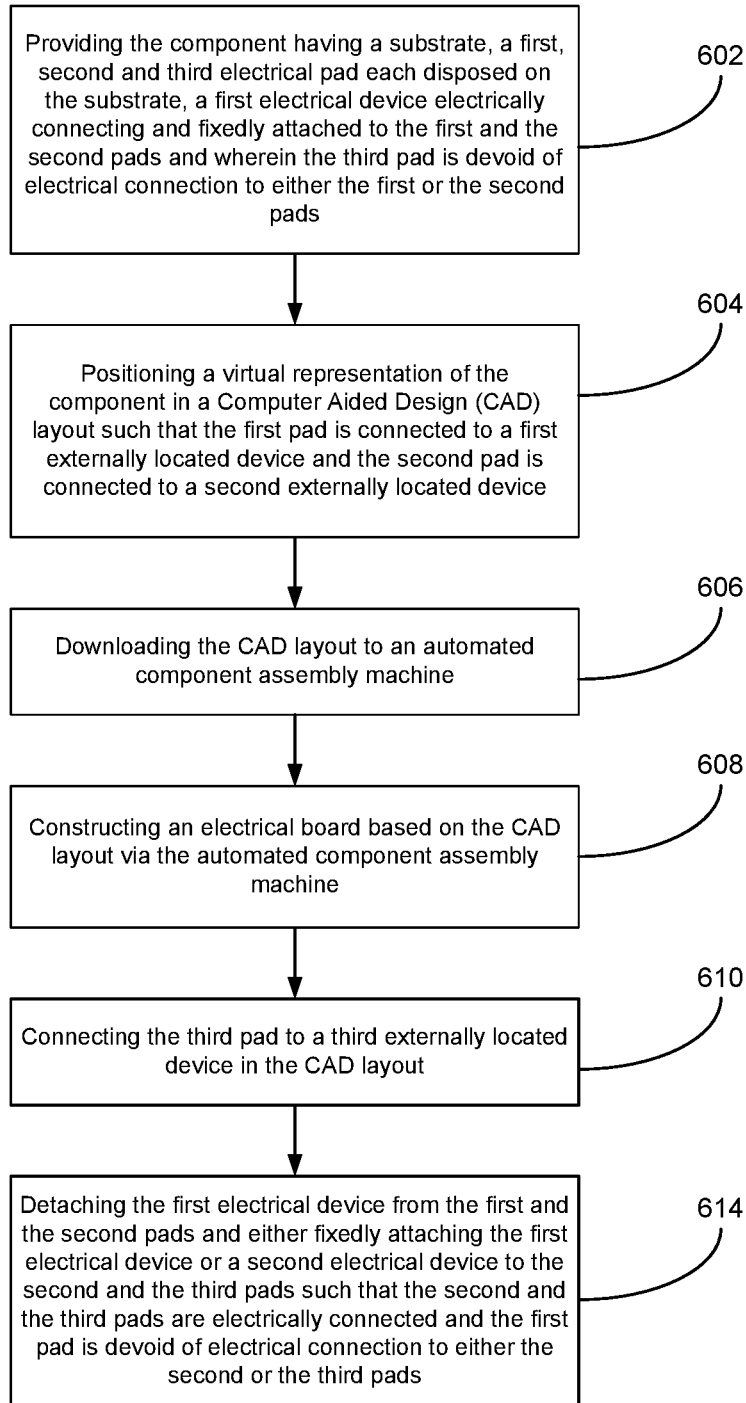 Providing the component having a substrate, a first,
second and third electrical pad each disposed on
the substrate, a first electrical device electrically
connecting and fixedly attached to the first and the
second pads and wherein the third pad is devoid of
electrical connection to either the first or the second
pads
602
Positioning a virtual representation of the
component in a Computer Aided Design (CAD)
layout such that the first pad is connected to a first
externally located device and the second pad is
connected to a second externally located device
604
Downloading the CAD layout to an automated
component assembly machine
606
Constructing an electrical board based on the CAD
layout via the automated component assembly
machine
608
Connecting the third pad to a third externally located
device in the CAD layout
610
Detaching the first electrical device from the first and
the second pads and either fixedly attaching the first
electrical device or a second electrical device to the
second and the third pads such that the second and
the third pads are electrically connected and the first
pad is devoid of electrical connection to either the
second or the third pads
614